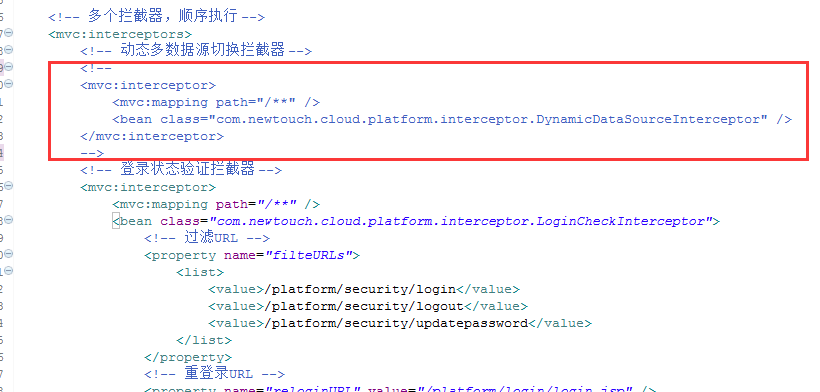 <!-- 多个拦截器，顺序执行 -->
<mvc:interceptors>
<!-- 动态多数据源切换拦截器 -->
<!--
<mvc:interceptor>
<mvc:mapping path="/**" />
<bean class="com.newtouch.cloud.platform.interceptor.DynamicDataSourceInterceptor" />
</mvc:interceptor>
-->
<!-- 登录状态验证拦截器 -->
<mvc:interceptor>
<mvc:mapping path="/**" />
<bean class="com.newtouch.cloud.platform.interceptor.LoginCheckInterceptor">
<!-- 过滤URL -->
<property name="filteURLs">
<list>
<value>/platform/security/login</value>
<value>/platform/security/logout</value>
<value>/platform/security/updatepassword</value>
</list>
</property>
<!-- 重登录URL -->
<property name="reloginURL" value="/platform/login/login.jsp" />